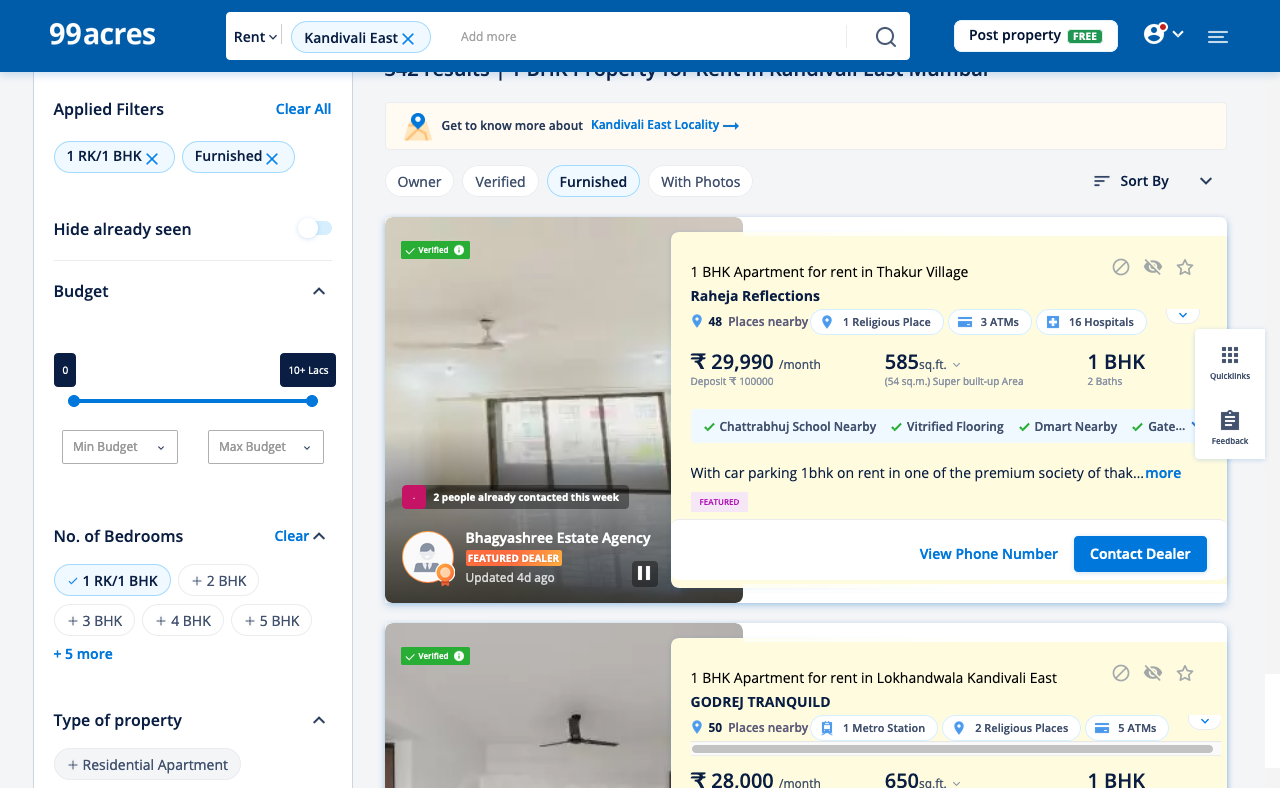 99acres
Rent
Kandivali East
Add more
Post property FREE
342 results | 1 BHK Property for Rent in Kandivali East Mumbai
Applied Filters
Clear All
1 RK/1 BHK
Furnished
Hide already seen
Budget
0
10+ Lacs
Min Budget
Max Budget
No. of Bedrooms
Clear
1 RK/1 BHK
+ 2 BHK
+ 3 BHK
+ 4 BHK
+ 5 BHK
+ 5 more
Type of property
+ Residential Apartment
Get to know more about Kandivali East Locality
Owner
Verified
Furnished
With Photos
Sort By
Verified
2 people already contacted this week
Bhagyashree Estate Agency
FEATURED DEALER
Updated 4d ago
1 BHK Apartment for rent in Thakur Village
Raheja Reflections
48 Places nearby
1 Religious Place
3 ATMs
16 Hospitals
₹ 29,990 /month
Deposit ₹ 100000
585sq.ft.
(54 sq.m.) Super built-up Area
1 BHK
2 Baths
Chattrabhuj School Nearby
Vitrified Flooring
Dmart Nearby
Gate...
With car parking 1bhk on rent in one of the premium society of thak...more
FEATURED
View Phone Number
Contact Dealer
Quicklinks
Feedback
Verified
1 BHK Apartment for rent in Lokhandwala Kandivali East
GODREJ TRANQUILD
50 Places nearby
1 Metro Station
2 Religious Places
5 ATMs
₹ 28,000 /month
650sq.ft.
1 BHK